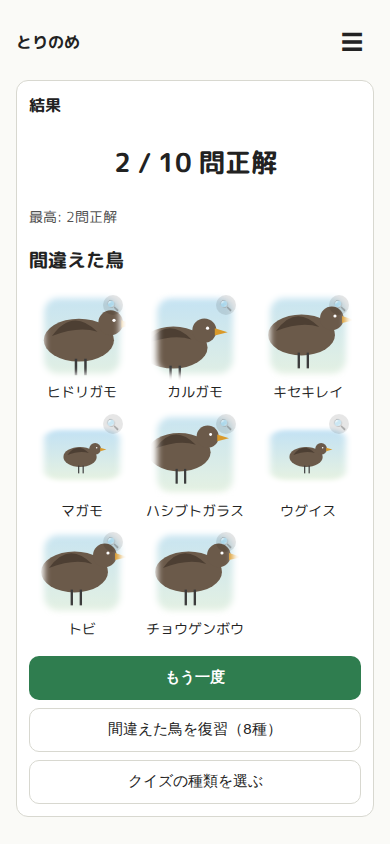 とりのめ
結果
2 / 10 問正解
最高: 2問正解
間違えた鳥
ヒドリガモ
カルガモ
キセキレイ
マガモ
ハシブトガラス
ウグイス
トビ
チョウゲンボウ
もう一度
間違えた鳥を復習（8種）
クイズの種類を選ぶ